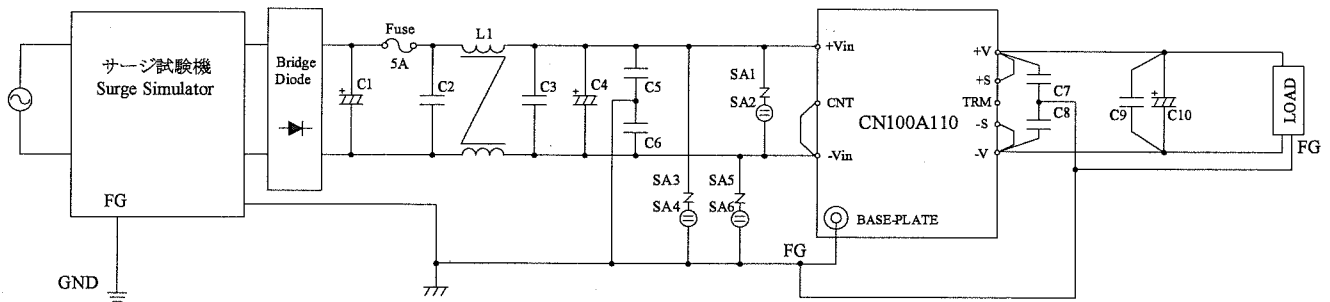 サージ試験機
Surge Simulator
FG
GND
Bridge
Diode
C1
Fuse
5A
C2
L1
C3
C4
C5
C6
SA1
SA2
SA3
SA4
SA5
SA6
FG
+Vin
CNT
-Vin
CN100A110
BASE-PLATE
+V
+S
TRM
-S
-V
C7
C8
C9
C10
LOAD
FG